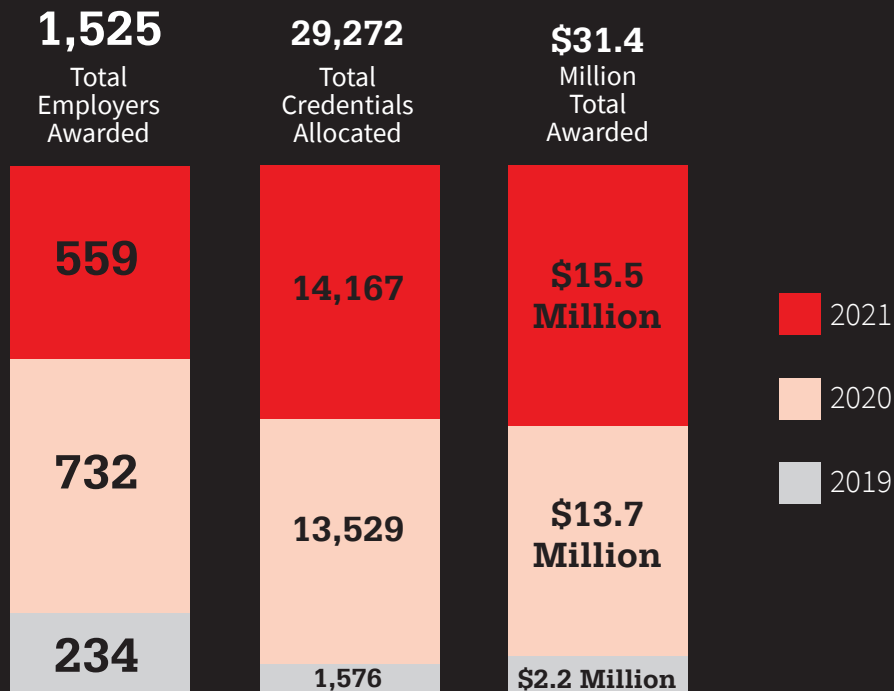 1,525
Total
Employers
Awarded
559
732
234
29,272
Total
Credentials
Allocated
14,167
13,529
1,576
$31.4
Million
Total
Awarded
$15.5
Million
$13.7
Million
$2.2 Million
2021
2020
2019